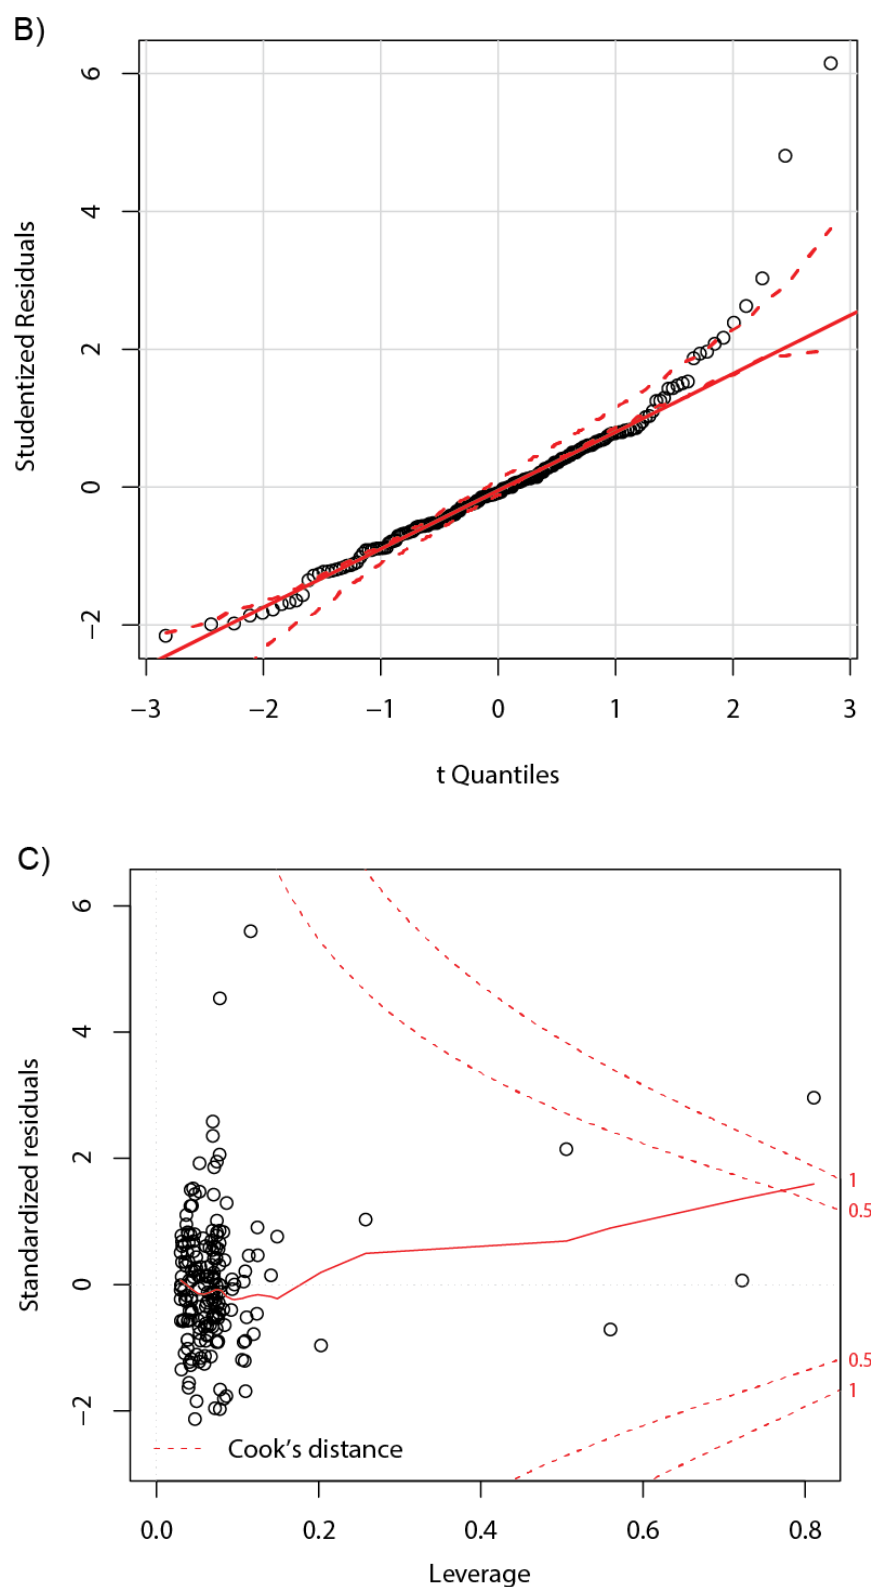 B)
6
4
2
0
−2
Studentized Residuals
−3 −2 −1 0 1 2 3
t Quantiles
C)
6
4
2
0
−2
Standardized residuals
1
0.5
0.5
1
Cook's distance
0.0 0.2 0.4 0.6 0.8
Leverage